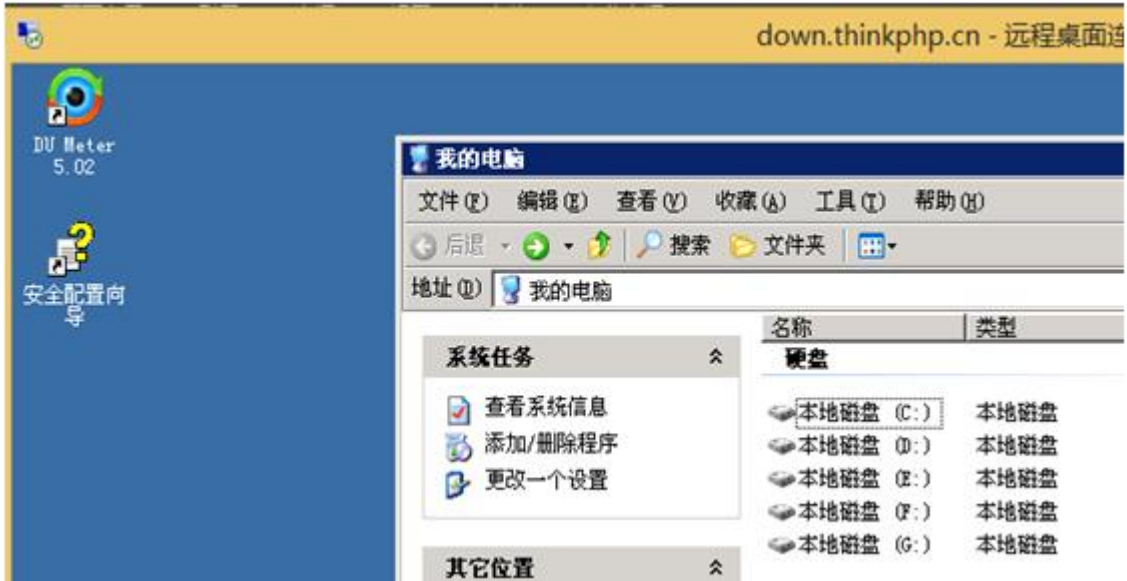 down.thinkphp.cn - 远程桌面连
DU Meter
5.02
安全配置向
导
我的电脑
文件(F) 编辑(E) 查看(V) 收藏(A) 工具(T) 帮助(H)
后退 搜索 文件夹
地址(D) 我的电脑
名称 类型
系统任务
硬盘
查看系统信息
添加/删除程序
更改一个设置
本地磁盘 (C:) 本地磁盘
本地磁盘 (D:) 本地磁盘
本地磁盘 (E:) 本地磁盘
本地磁盘 (F:) 本地磁盘
本地磁盘 (G:) 本地磁盘
其它位置